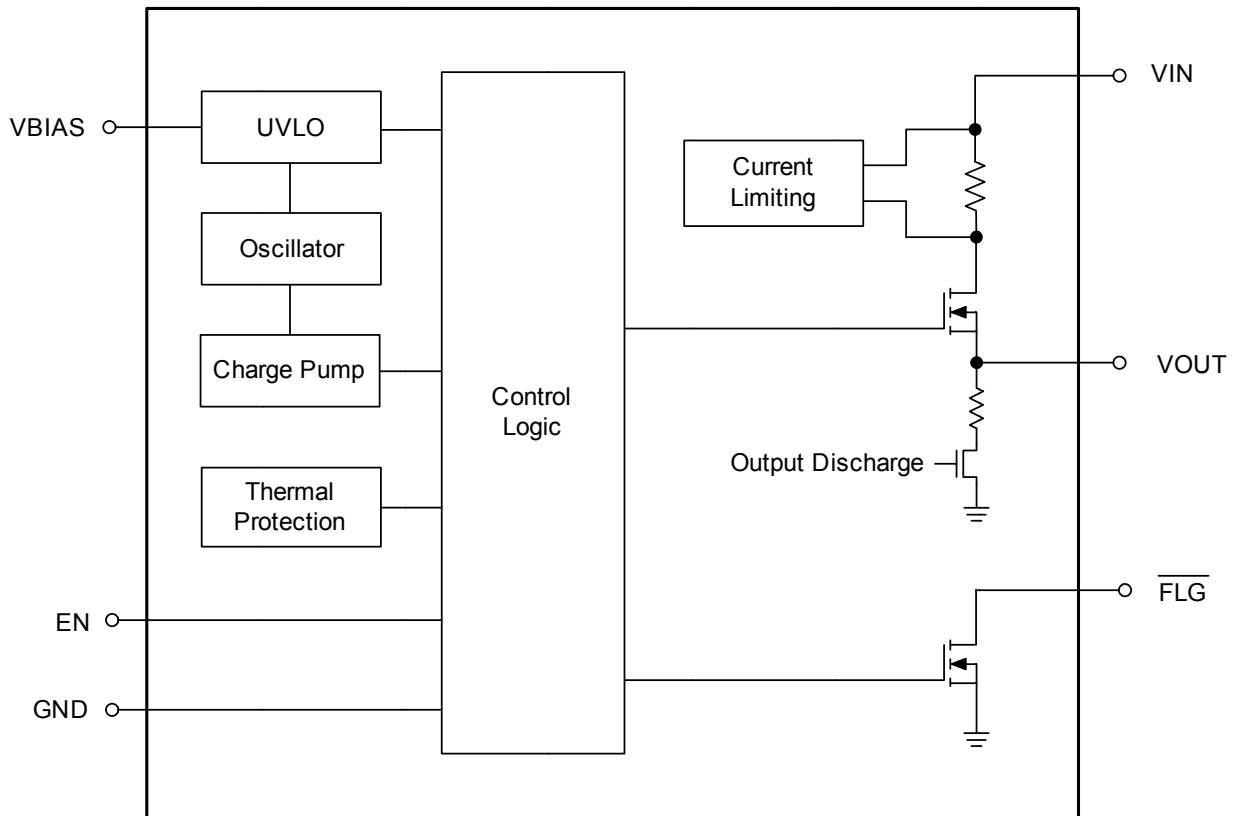 VIN
VBIAS
UVLO
Current
Limiting
Oscillator
Charge Pump
VOUT
Control
Logic
Output Discharge
Thermal
Protection
FLG
EN
GND